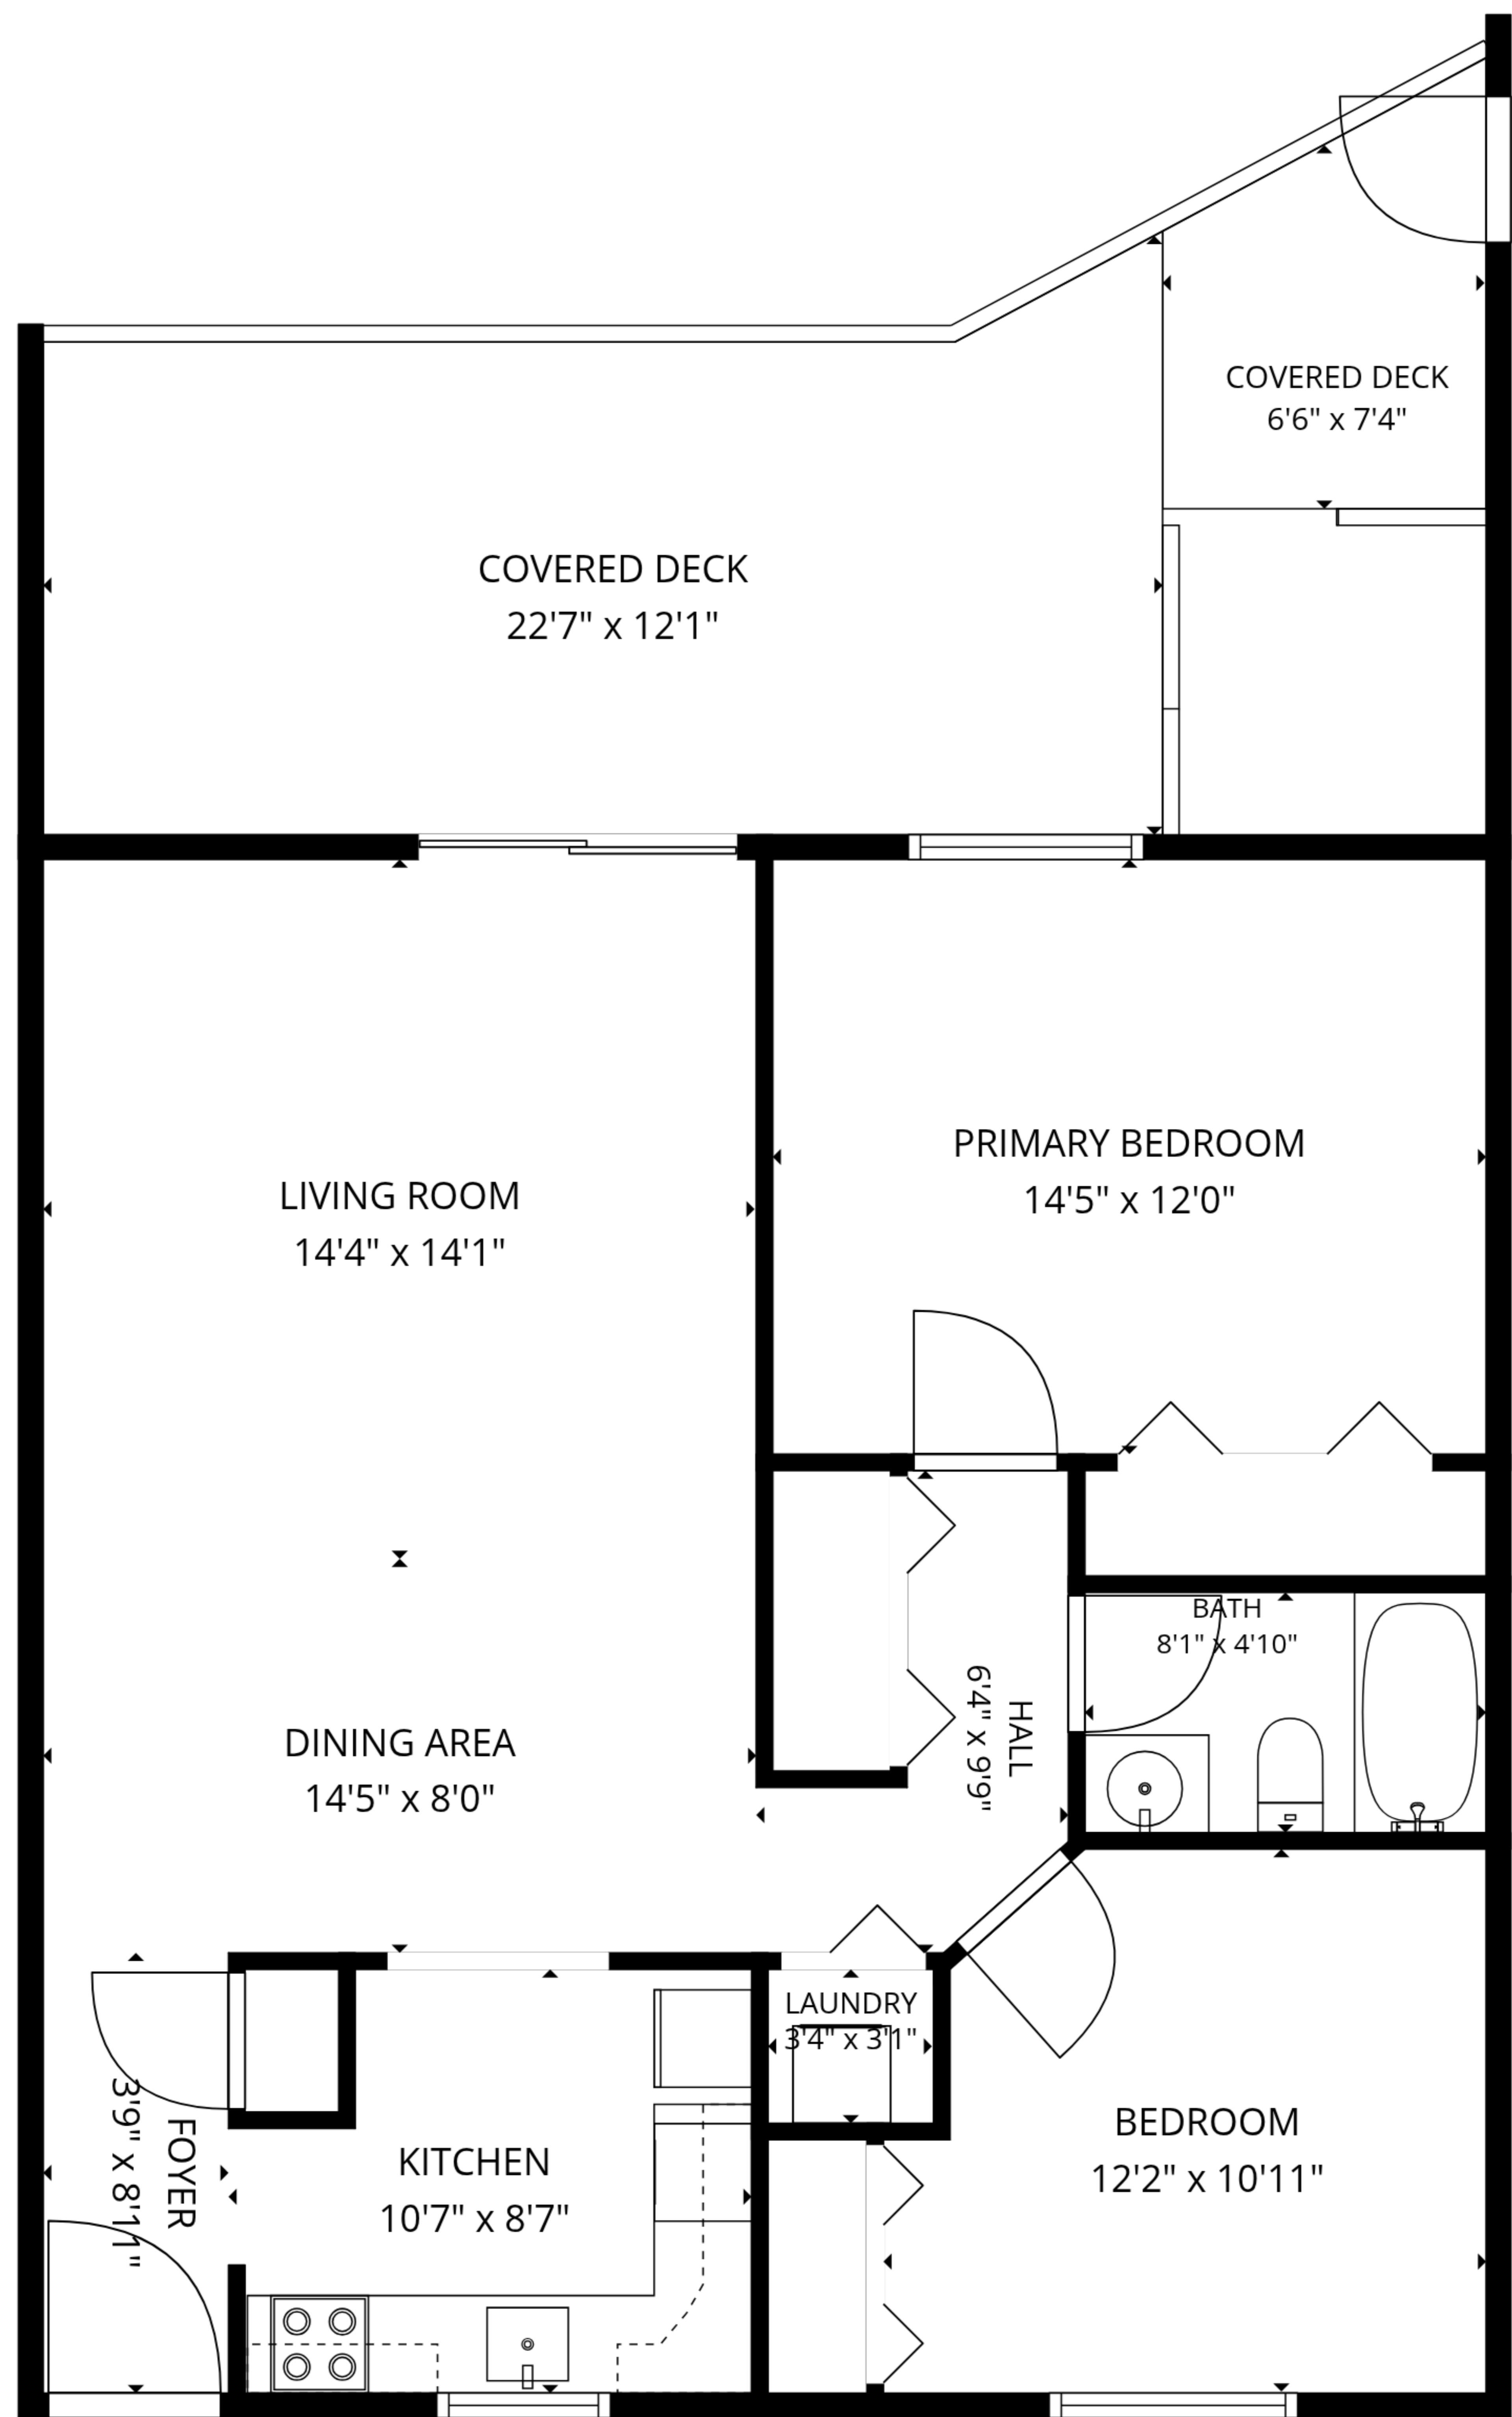 COVERED DECK
6'6" x 7'4"
COVERED DECK
22'7" x 12'1"
PRIMARY BEDROOM
14'5" x 12'0"
LIVING ROOM
14'4" x 14'1"
BATH
8'1" x 4'10"
HALL
6'4" x 9'9"
DINING AREA
14'5" x 8'0"
LAUNDRY
3'4" x 3'1"
FOYER
3'9" x 8'11"
KITCHEN
10'7" x 8'7"
BEDROOM
12'2" x 10'11"